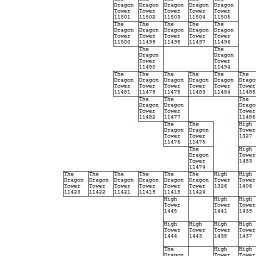 The
Dragon
Tower
11501
The
Dragon
Tower
11502
The
Dragon
Tower
11503
The
Dragon
Tower
11504
The
Dragon
Tower
11505
The
Dragon
Tower
11500
The
Dragon
Tower
11499
The
Dragon
Tower
11498
The
Dragon
Tower
11497
The
Dragon
Tower
11496
The
Dragon
Tower
11480
The
Dragon
Tower
11494
The
Dragon
Tower
11481
The
Dragon
Tower
11479
The
Dragon
Tower
11478
The
Dragon
Tower
11483
The
Dragon
Tower
11484
The
Dragon
Tower
11485
The
Dragon
Tower
11482
The
Dragon
Tower
11477
The
Dragon
Tower
11486
The
Dragon
Tower
11476
The
Dragon
Tower
11475
High
Tower
1327
The
Dragon
Tower
11474
High
Tower
1483
The
Dragon
Tower
11423
The
Dragon
Tower
11422
The
Dragon
Tower
11421
The
Dragon
Tower
11419
The
Dragon
Tower
11418
The
Dragon
Tower
11424
High
Tower
1326
High
Tower
1406
High
Tower
1445
High
Tower
1441
High
Tower
1439
High
Tower
1444
High
Tower
1443
High
Tower
1438
High
Tower
1437
The
Dragon
High
Tower
High
Tower